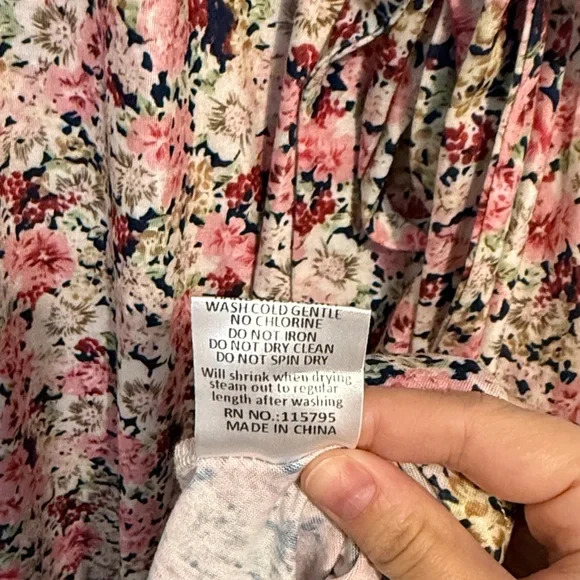 WASH COLD GENTLE
NO CHLORINE
DO NOT IRON
DO NOT DRY CLEAN
DO NOT SPIN DRY
Will shrink when drying
steam out to regular
length after washing
RN NO.:115795
MADE IN CHINA